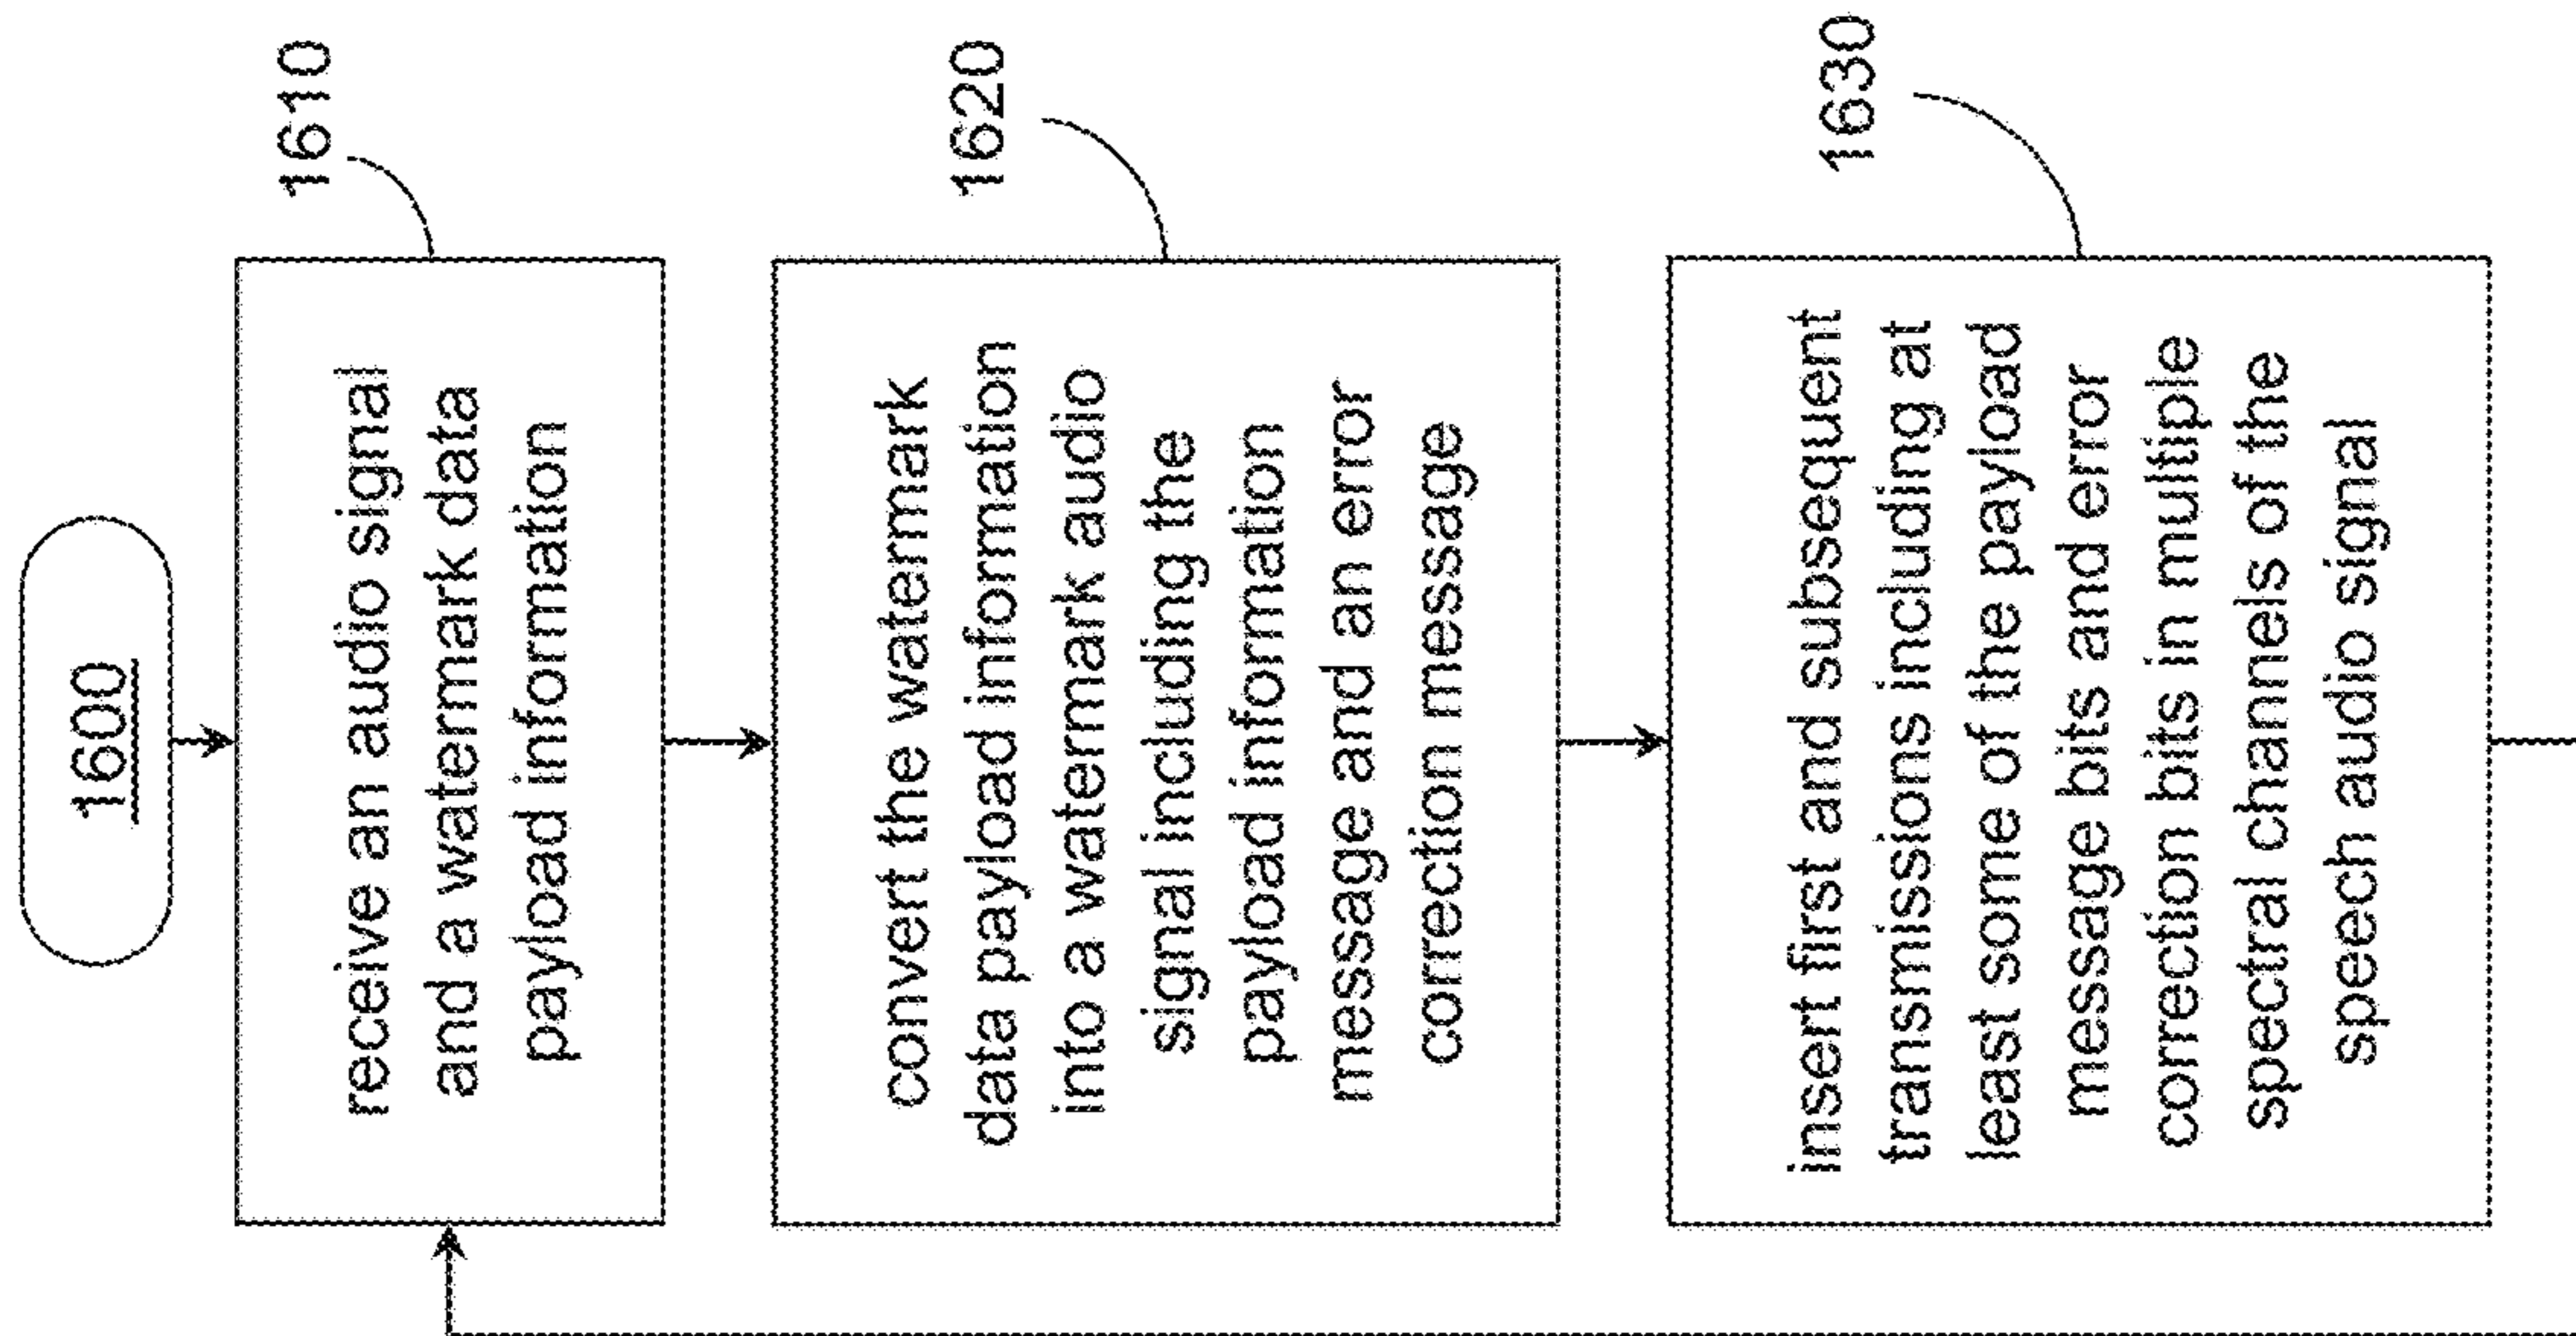 1600
receive an audio signal
and a watermark data
payload information
1610
convert the watermark
data payload information
into a watermark audio
signal including the
payload information
message and an error
correction message
1620
insert first and subsequent
transmissions including at
least some of the payload
message bits and error
correction bits in multiple
spectral channels of the
speech audio signal
1630